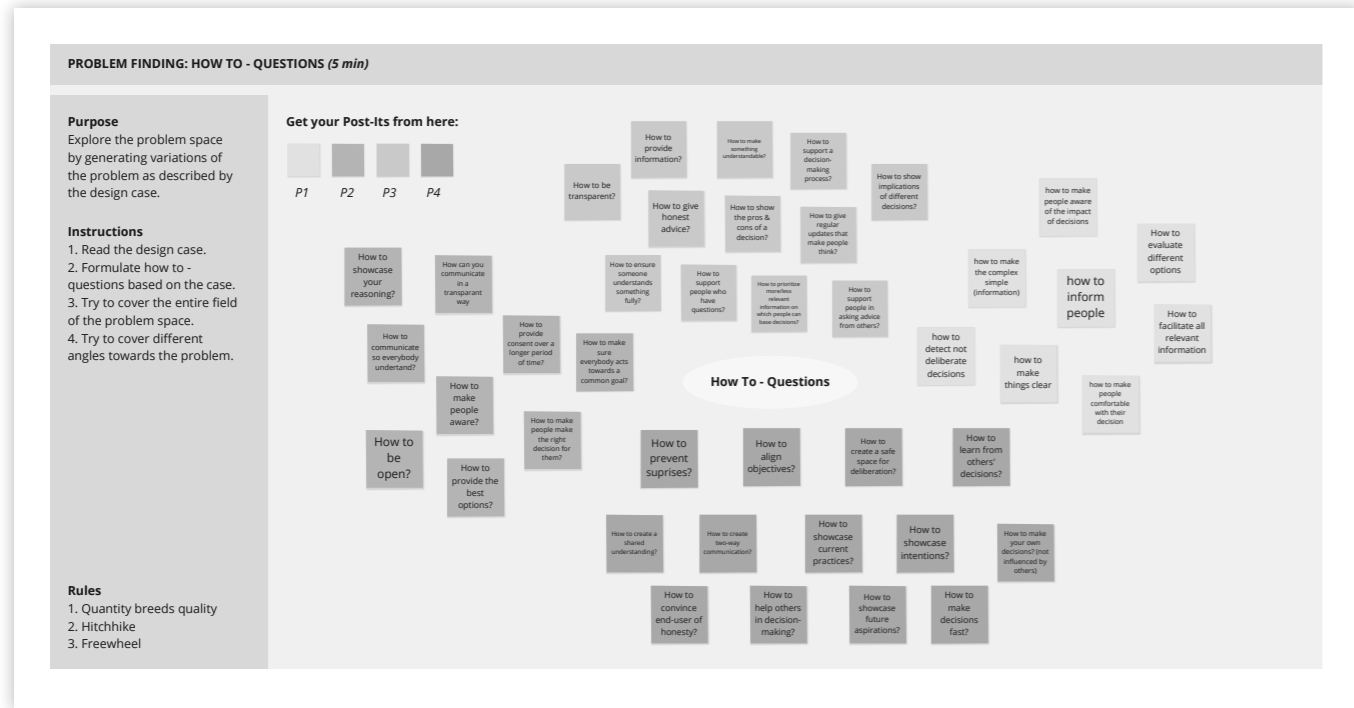 PROBLEM FINDING: HOW TO - QUESTIONS (5 min)
Purpose
Explore the problem space
by generating variations of
the problem as described by
the design case.
Instructions
1. Read the design case.
2. Formulate how to -
questions based on the case.
3. Try to cover the entire field
of the problem space.
4. Try to cover different
angles towards the problem.
Rules
1. Quantity breeds quality
2. Hitchhike
3. Freewheel
Get your Post-Its from here:
P1
P2
P3
P4
How to
provide
information?
How to make
something
understandable?
How to
support a
decision-
making
process?
How to be
transparent?
How to show
implications
of different
decisions?
How to give
honest
advice?
How to show
the pros &
cons of a
decision?
How to give
regular
updates that
make people
think?
How to ensure
someone
understands
something
fully?
How to
support
people who
have
questions?
How to prioritize
more/less
relevant
information on
which people can
base decisions?
How to
support
people in
asking advice
from others?
How to
showcase
your
reasoning?
How can you
communicate
in a
transparant
way
How to
communicate
so everybody
undertand?
How to
provide
consent over a
longer period
of time?
How to make
sure
everybody acts
towards a
common goal?
How to
make
people
aware?
How to make
people make
the right
decision for
them?
How to
be
open?
How to
provide the
best
options?
How To - Questions
how to make
people aware
of the impact
of decisions
How to
evaluate
different
options
how to make
the complex
simple
(information)
how to
inform
people
How to
facilitate all
relevant
information
how to
detect not
deliberate
decisions
how to
make
things clear
how to make
people
comfortable
with their
decision
How to
prevent
suprises?
How to
align
objectives?
How to
create a safe
space for
deliberation?
How to
learn from
others'
decisions?
How to create a
shared
understanding?
How to create
two-way
communication?
How to
showcase
current
practices?
How to
showcase
intentions?
How to make
your own
decisions? (not
influenced by
others)
How to
convince
end-user of
honesty?
How to
help others
in decision-
making?
How to
showcase
future
aspirations?
How to
make
decisions
fast?